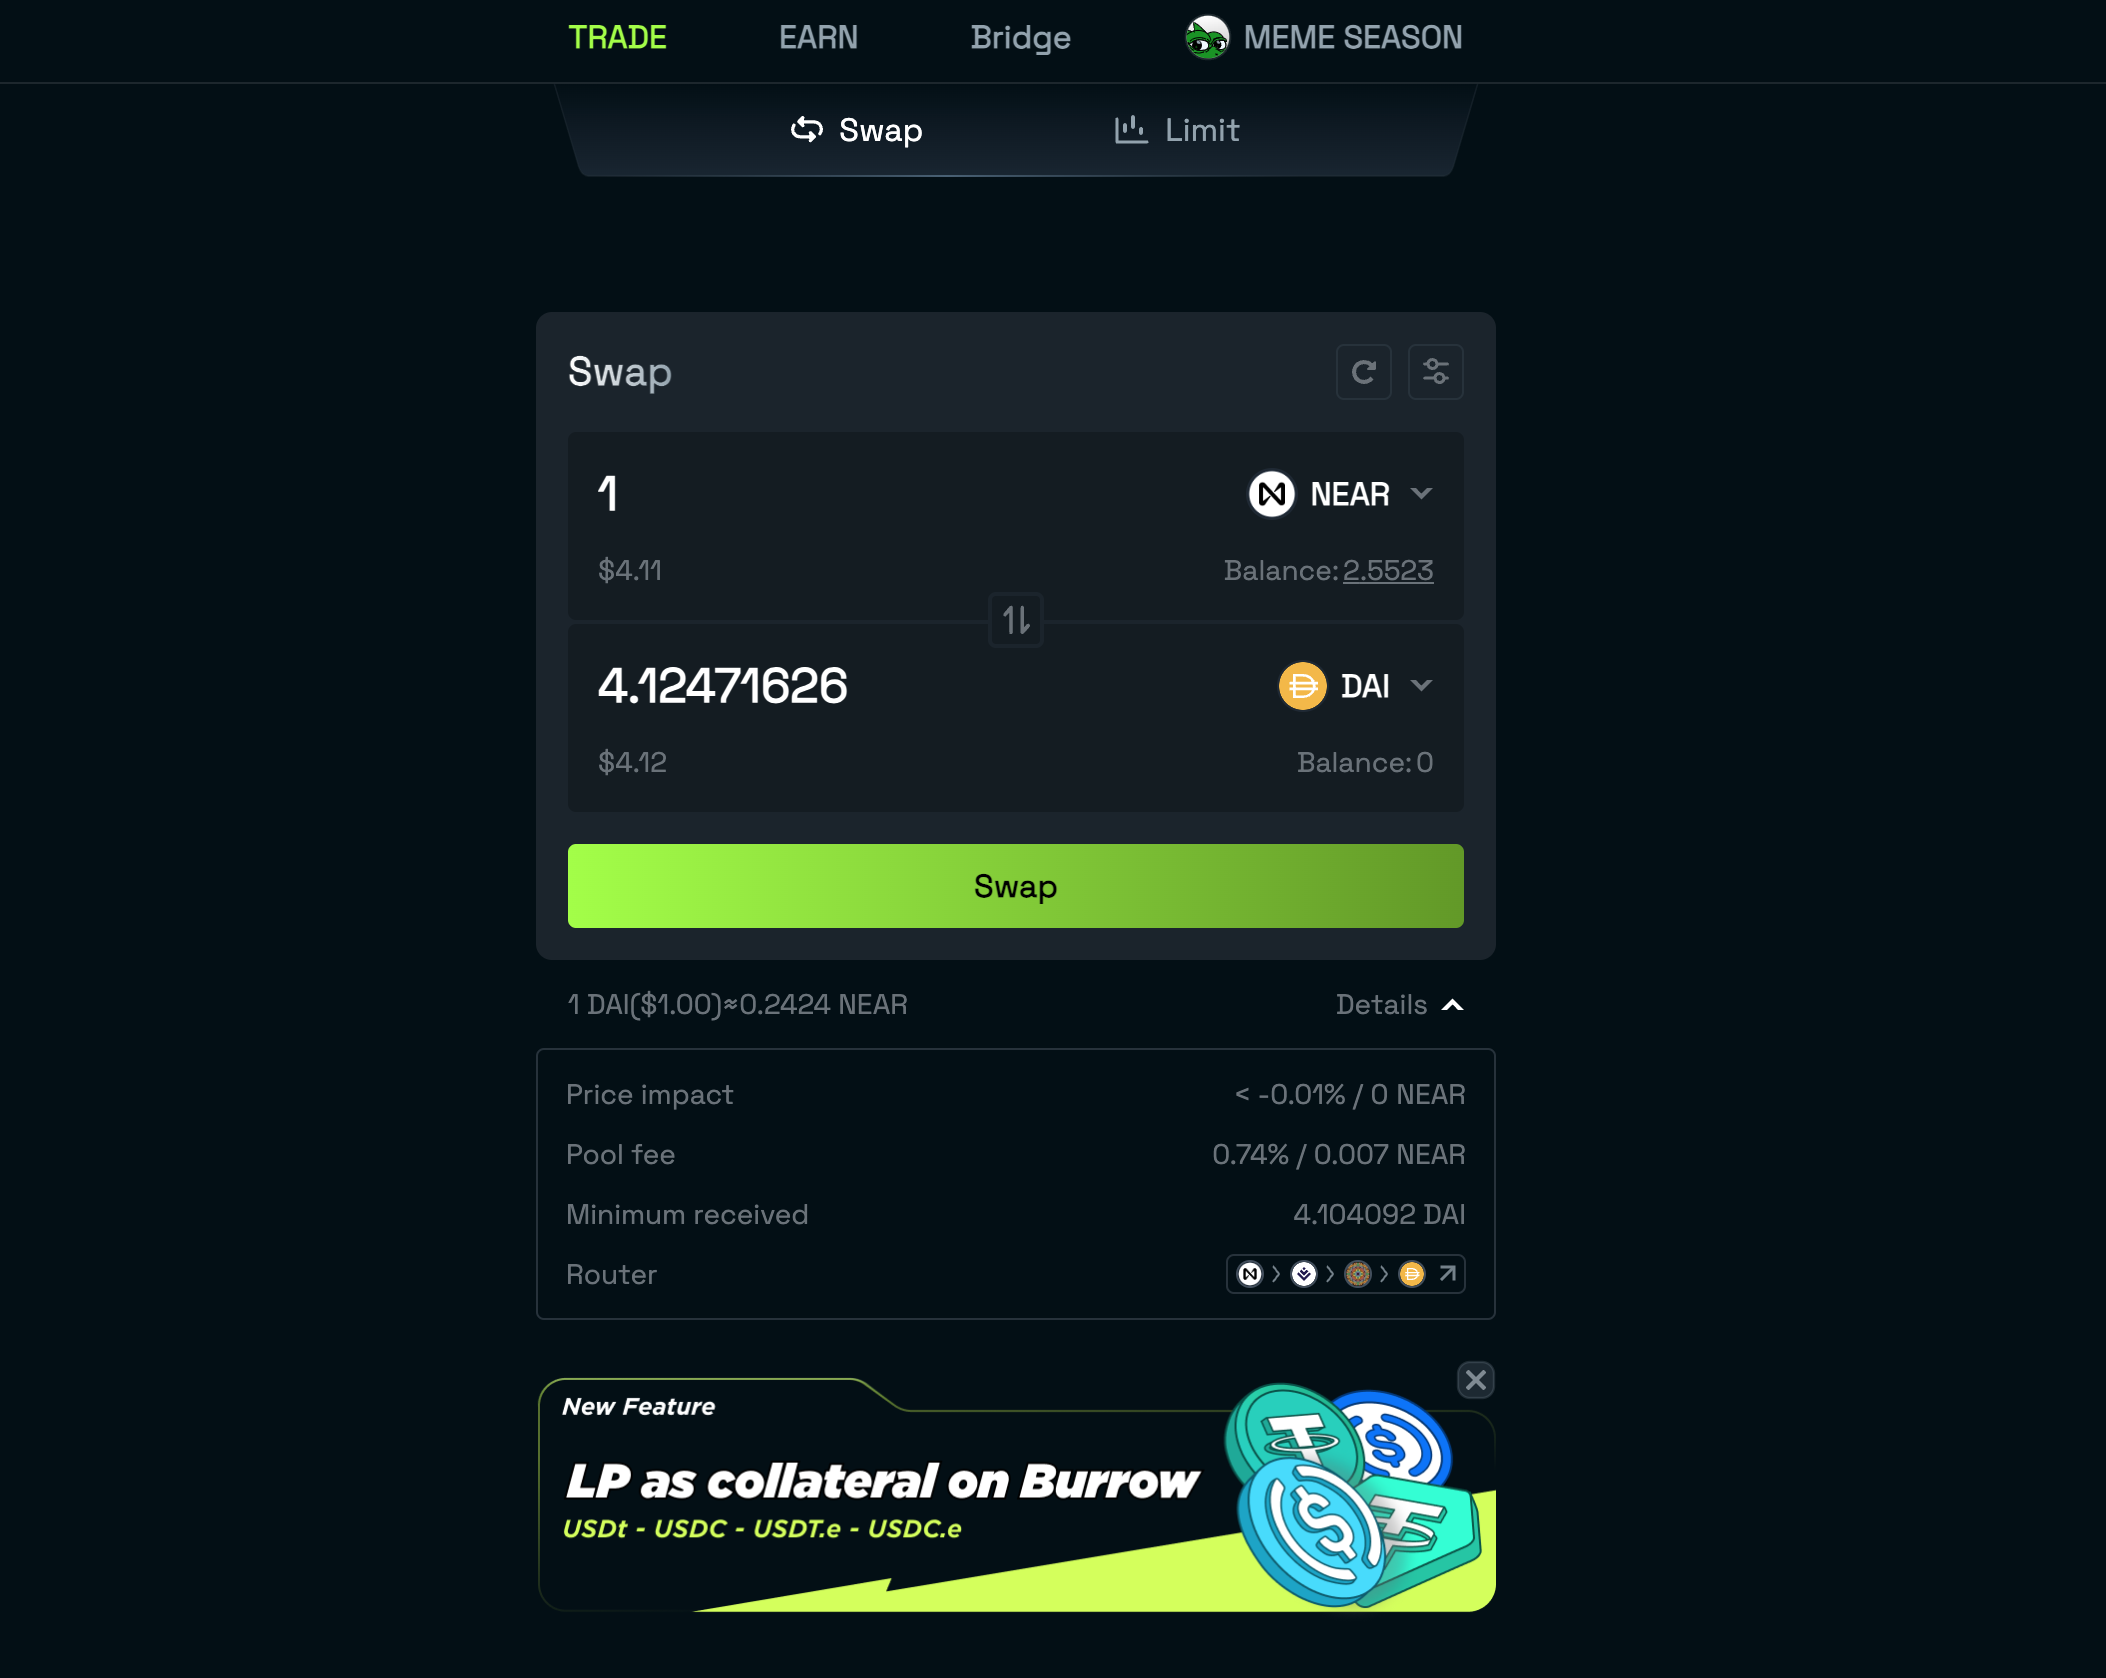 TRADE EARN Bridge MEME SEASON
Swap Limit
Swap
1 NEAR
$4.11 Balance: 2.5523
4.12471626 DAI
$4.12 Balance: 0
Swap
1 DAI($1.00)≈0.2424 NEAR Details
Price impact < -0.01% / 0 NEAR
Pool fee 0.74% / 0.007 NEAR
Minimum received 4.104092 DAI
Router
New Feature
LP as collateral on Burrow
USDt - USDC - USDT.e - USDC.e